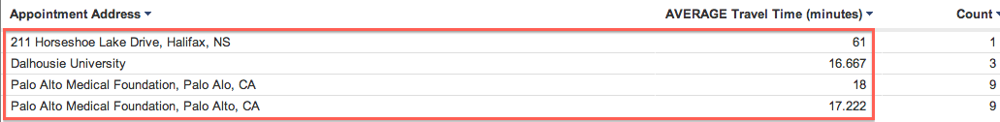 Appointment Address AVERAGE Travel Time (minutes) Count
211 Horseshoe Lake Drive, Halifax, NS 61 1
Dalhousie University 16.667 3
Palo Alto Medical Foundation, Palo Alo, CA 18 9
Palo Alto Medical Foundation, Palo Alto, CA 17.222 9